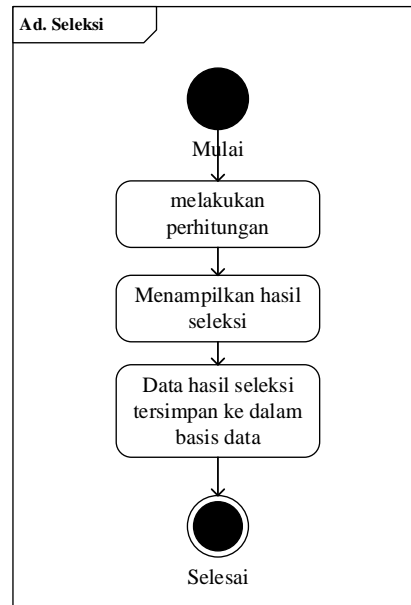 Ad. Seleksi
Mulai
melakukan
perhitungan
Menampilkan hasil
seleksi
Data hasil seleksi
tersimpan ke dalam
basis data
Selesai